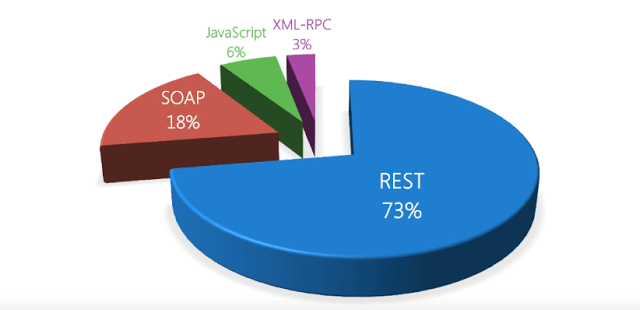 XML-RPC
3%
JavaScript
6%
SOAP
18%
REST
73%